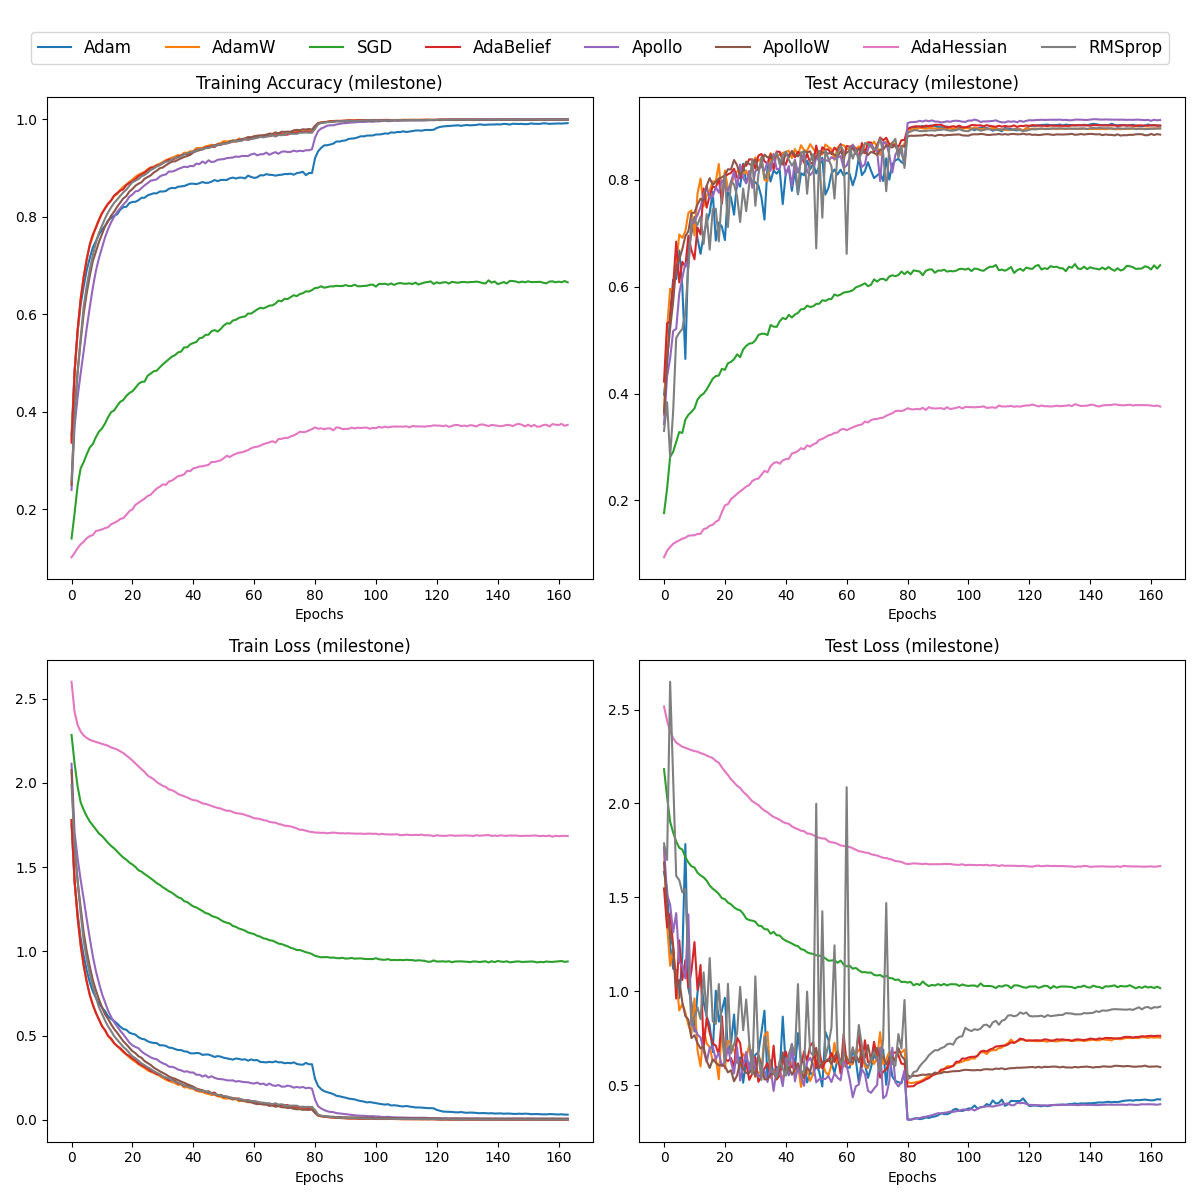 Adam AdamW SGD AdaBelief Apollo ApolloW AdaHessian RMSprop
Training Accuracy (milestone)
1.0
0.8
0.6
0.4
0.2
0 20 40 60 80 100 120 140 160
Epochs
Test Accuracy (milestone)
0.8
0.6
0.4
0.2
0 20 40 60 80 100 120 140 160
Epochs
Train Loss (milestone)
2.5
2.0
1.5
1.0
0.5
0.0
0 20 40 60 80 100 120 140 160
Epochs
Test Loss (milestone)
2.5
2.0
1.5
1.0
0.5
0 20 40 60 80 100 120 140 160
Epochs